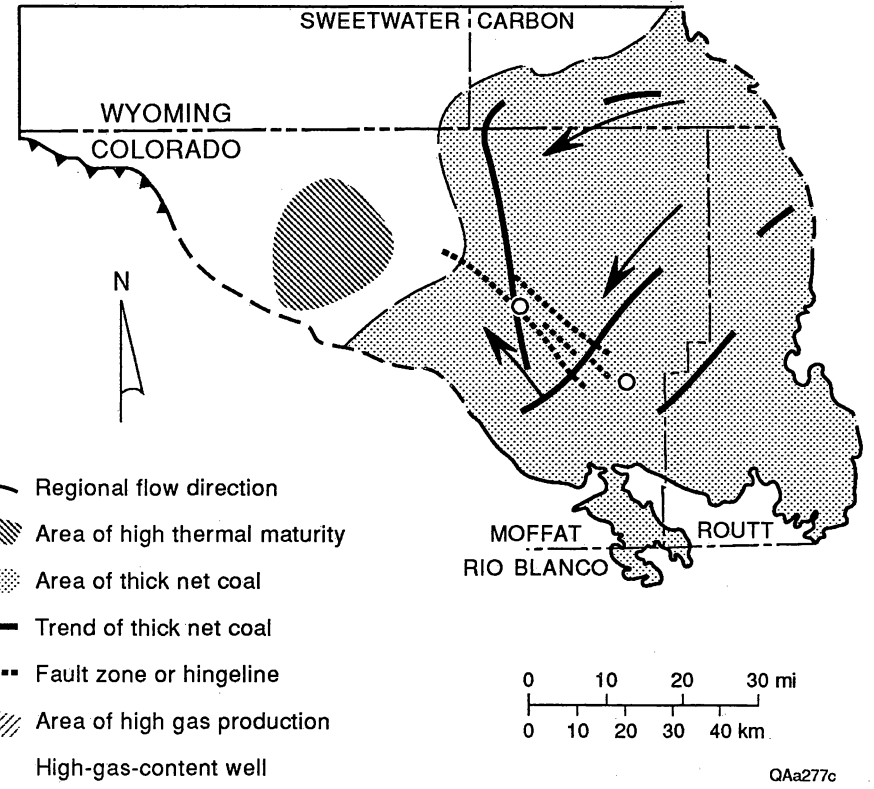 SWEETWATER CARBON
WYOMING
COLORADO
N
Regional flow direction
Area of high thermal maturity
Area of thick net coal
Trend of thick net coal
Fault zone or hingeline
Area of high gas production
High-gas-content well
MOFFAT ROUTT
RIO BLANCO
0 10 20 30 mi
0 10 20 30 40 km
QAa277c